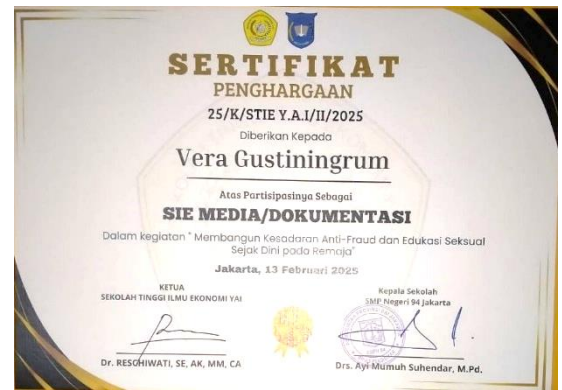 SERTIFIKAT
PENGHARGAAN
25/K/STIE Y.A.I/II/2025
Diberikan Kepada
Vera Gustiningrum
Atas Partisipasinya Sebagai
SIE MEDIA/DOKUMENTASI
Dalam kegiatan " Membangun Kesadaran Anti-Fraud dan Edukasi Seksual
Sejak Dini pada Remaja"
Jakarta, 13 Februari 2025
KETUA
SEKOLAH TINGGI ILMU EKONOMI YAI
Dr. RESCHIWATI, SE, AK, MM, CA
Kepala Sekolah
SMP Negeri 94 Jakarta
Drs. Ayi Mumuh Suhendar, M.Pd.